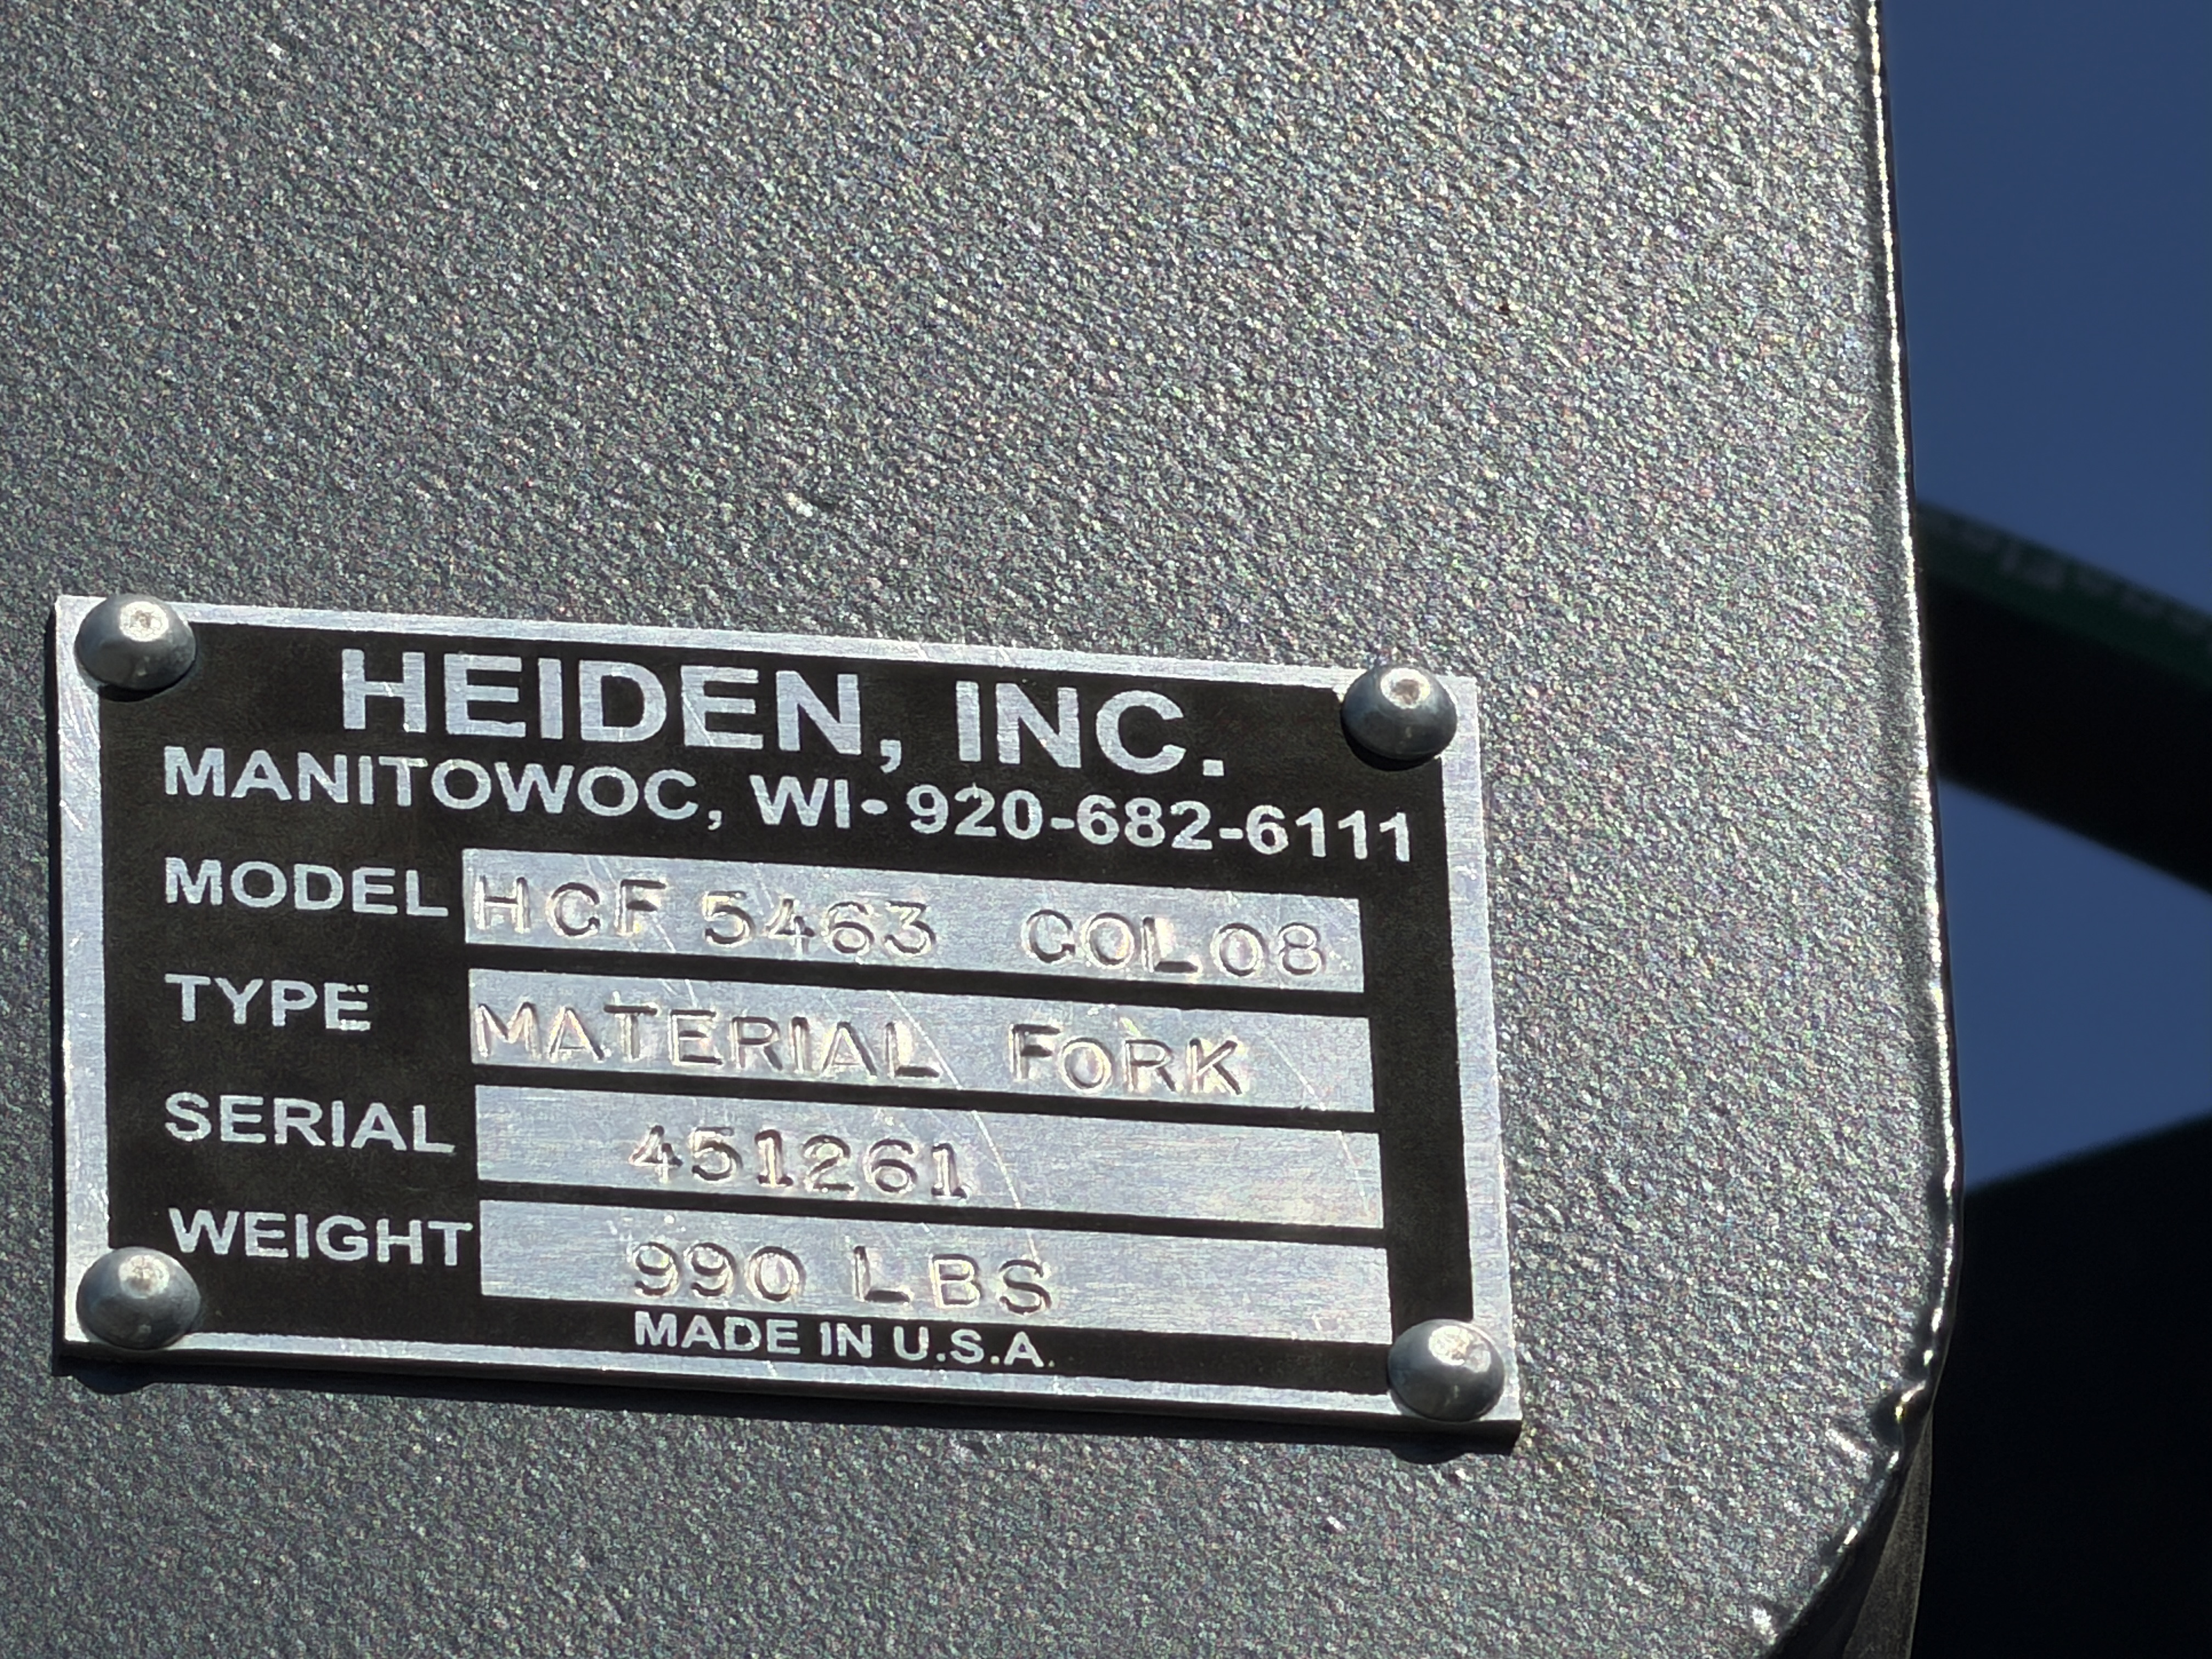 HEIDEN, INC.
MANITOWOC, WI- 920-682-6111
MODEL HCF 5463 COL08
TYPE MATERIAL FORK
SERIAL 451261
WEIGHT 990 LBS
MADE IN U.S.A.